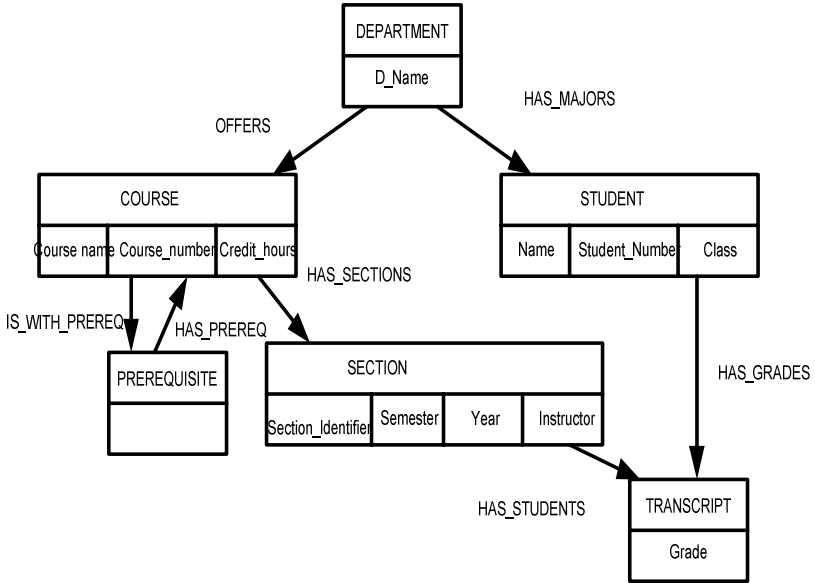 DEPARTMENT
D_Name
HAS_MAJORS
OFFERS
COURSE
STUDENT
Course name Course_number Credit_hours
Name Student_Number Class
HAS_SECTIONS
IS_WITH_PREREQ
HAS_PREREQ
PREREQUISITE
SECTION
HAS_GRADES
Section_Identifier Semester Year Instructor
HAS_STUDENTS
TRANSCRIPT
Grade